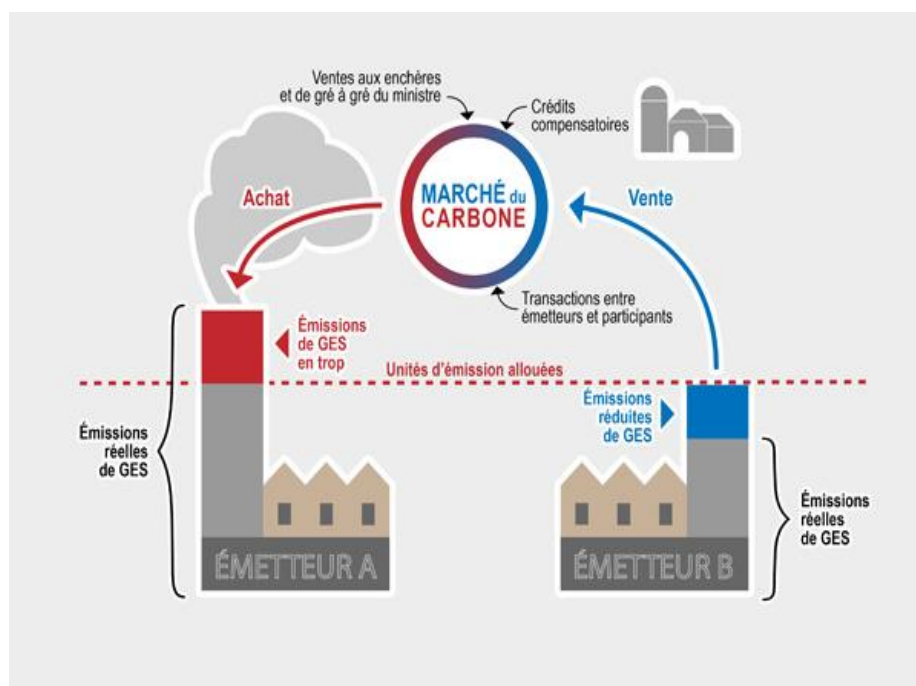 Ventes aux enchères
et de gré à gré du ministre
Crédits
compensatoires
Achat
MARCHÉ du
CARBONE
Vente
Transactions entre
émetteurs et participants
Émissions
de GES
en trop
Unités d'émission allouées
Émissions
réduites
de GES
Émissions
réelles
de GES
Émissions
réelles
de GES
ÉMETTEUR A
ÉMETTEUR B